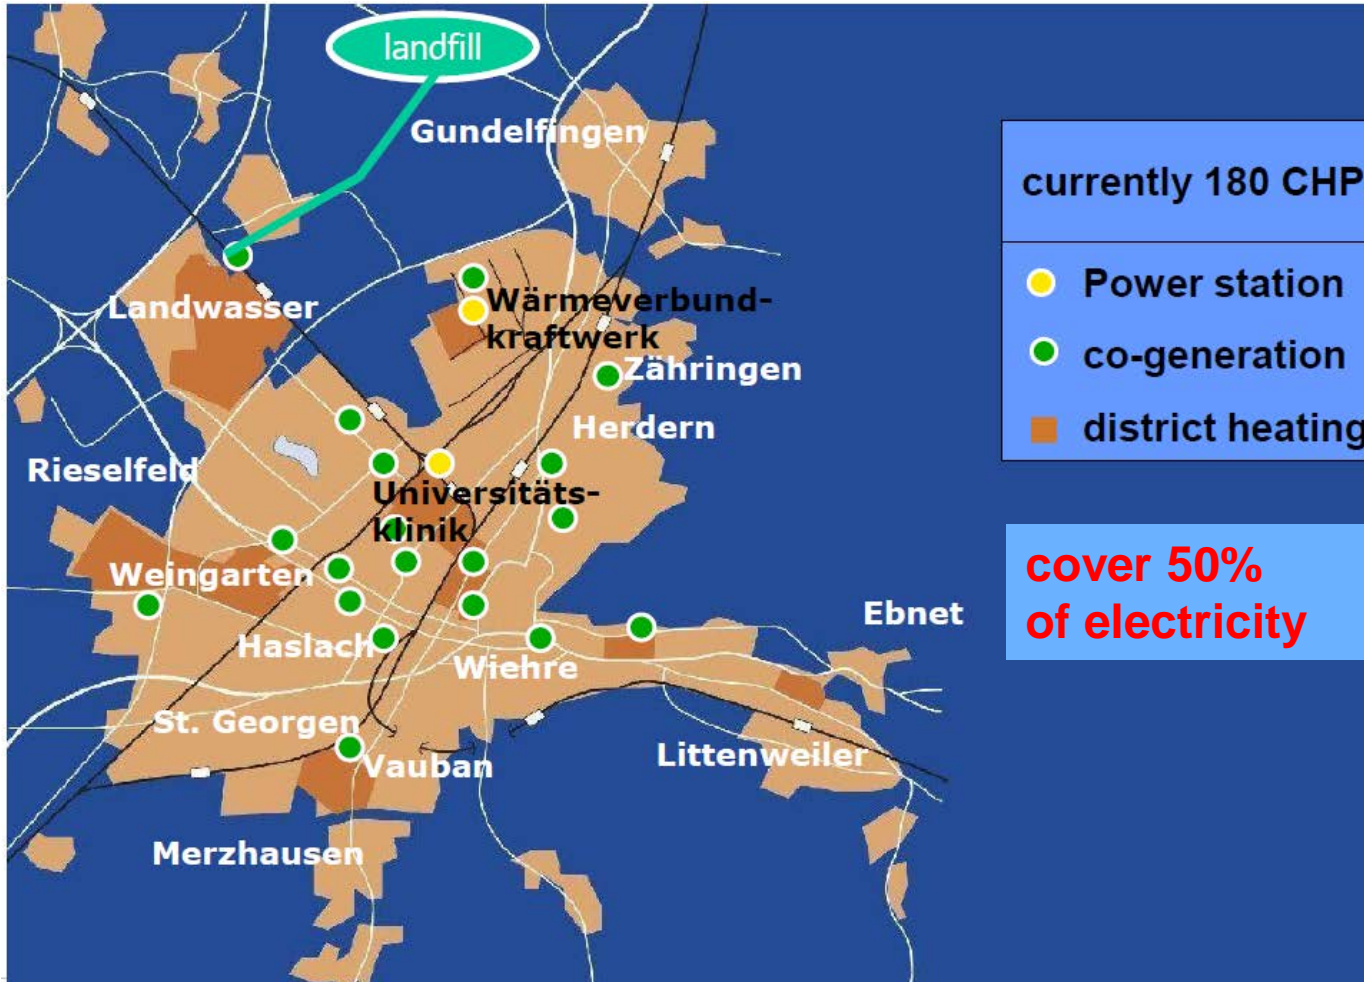 landfill
Gundelfingen
currently 180 CHP
Landwasser
Wärmeverbund-
kraftwerk
Power station
co-generation
district heating
Zähringen
Herdern
Rieselfeld
Universitäts-
klinik
cover 50%
of electricity
Weingarten
Ebnet
Haslach
Wiehre
St. Georgen
Vauban
Littenweiler
Merzhausen